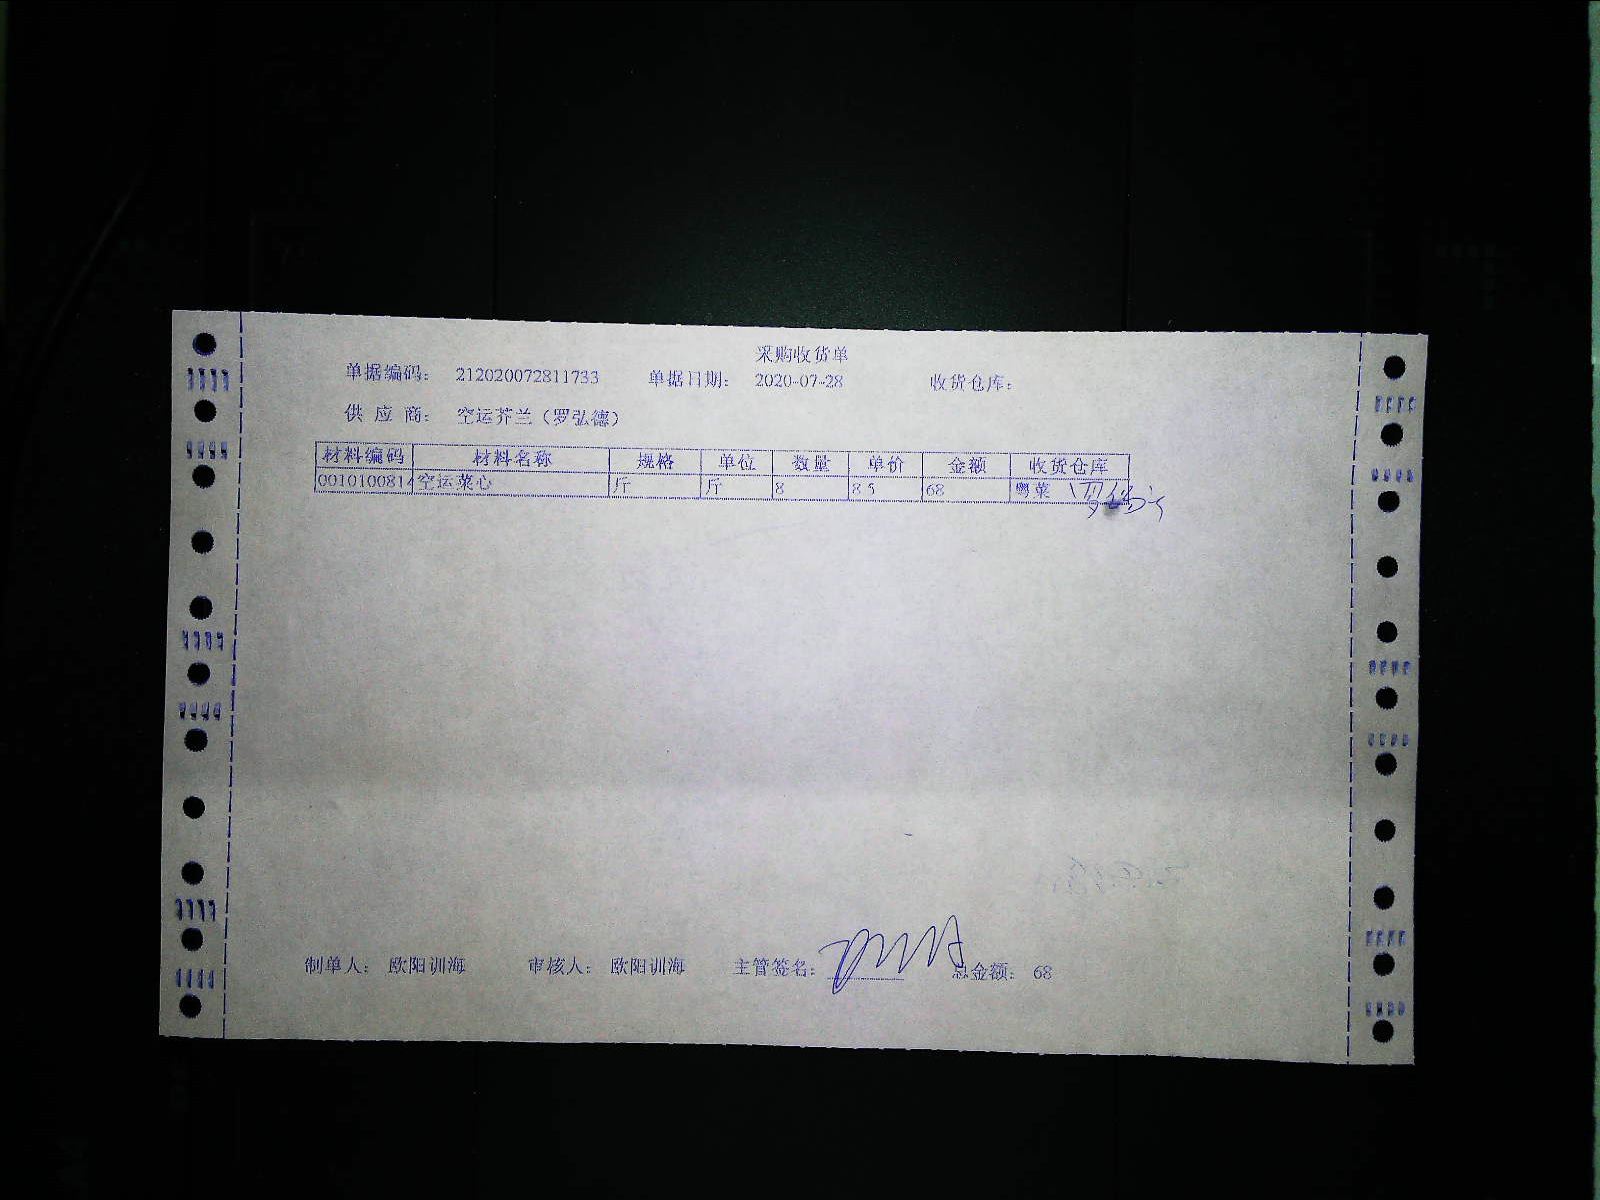 采购收货单
单据编码: 212020072811733 单据日期: 2020-07-28 收货仓库:
供 应 商: 空运芥兰（罗弘德）
材料编码 材料名称 规格 单位 数量 单价 金额 收货仓库
0010100814 空运菜心 斤 斤 8 8.5 68 粤菜
制单人: 欧阳训海 审核人: 欧阳训海 主管签名: 总金额: 68